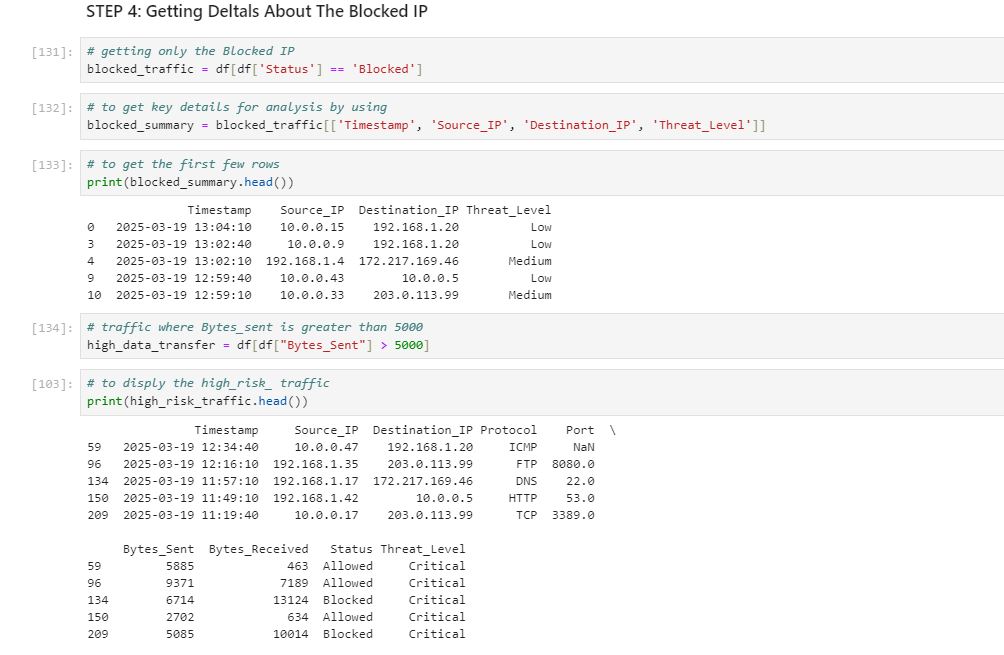 STEP 4: Getting Deltals About The Blocked IP
[131]: # getting only the Blocked IP
blocked_traffic = df[df['Status'] == 'Blocked']
[132]: # to get key details for analysis by using
blocked_summary = blocked_traffic[['Timestamp', 'Source_IP', 'Destination_IP', 'Threat_Level']]
[133]: # to get the first few rows
print(blocked_summary.head())
Timestamp Source_IP Destination_IP Threat_Level
0 2025-03-19 13:04:10 10.0.0.15 192.168.1.20 Low
3 2025-03-19 13:02:40 10.0.0.9 192.168.1.20 Low
4 2025-03-19 13:02:10 192.168.1.4 172.217.169.46 Medium
9 2025-03-19 12:59:40 10.0.0.43 10.0.0.5 Low
10 2025-03-19 12:59:10 10.0.0.33 203.0.113.99 Medium
[134]: # traffic where Bytes_sent is greater than 5000
high_data_transfer = df[df["Bytes_Sent"] > 5000]
[103]: # to disply the high_risk_ traffic
print(high_risk_traffic.head())
Timestamp Source_IP Destination_IP Protocol Port \
59 2025-03-19 12:34:40 10.0.0.47 192.168.1.20 ICMP NaN
96 2025-03-19 12:16:10 192.168.1.35 203.0.113.99 FTP 8080.0
134 2025-03-19 11:57:10 192.168.1.17 172.217.169.46 DNS 22.0
150 2025-03-19 11:49:10 192.168.1.42 10.0.0.5 HTTP 53.0
209 2025-03-19 11:19:40 10.0.0.17 203.0.113.99 TCP 3389.0
Bytes_Sent Bytes_Received Status Threat_Level
59 5885 463 Allowed Critical
96 9371 7189 Allowed Critical
134 6714 13124 Blocked Critical
150 2702 634 Allowed Critical
209 5085 10014 Blocked Critical